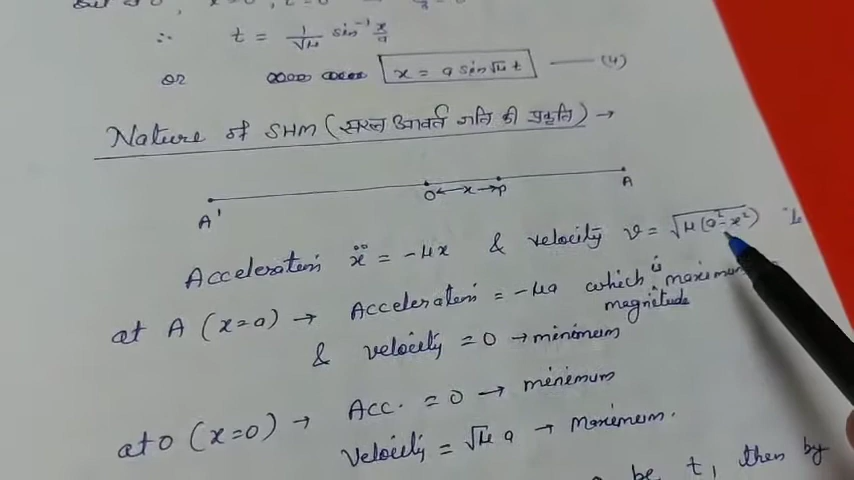 ∴ t = 1/√μ sin⁻¹ x/a
or x = a sin√μ t —— (4)
Nature of SHM (सरल आवर्त गति की प्रकृति) →
A' O ←x→ P A
Acceleration ẍ = -μx & velocity v = √μ(a²-x²)
at A (x=a) → Acceleration = -μa which is maximum
magnitude
& velocity = 0 → minimum
at O (x=0) → Acc. = 0 → minimum
Velocity = √μ a → Maximum.
be t, then by